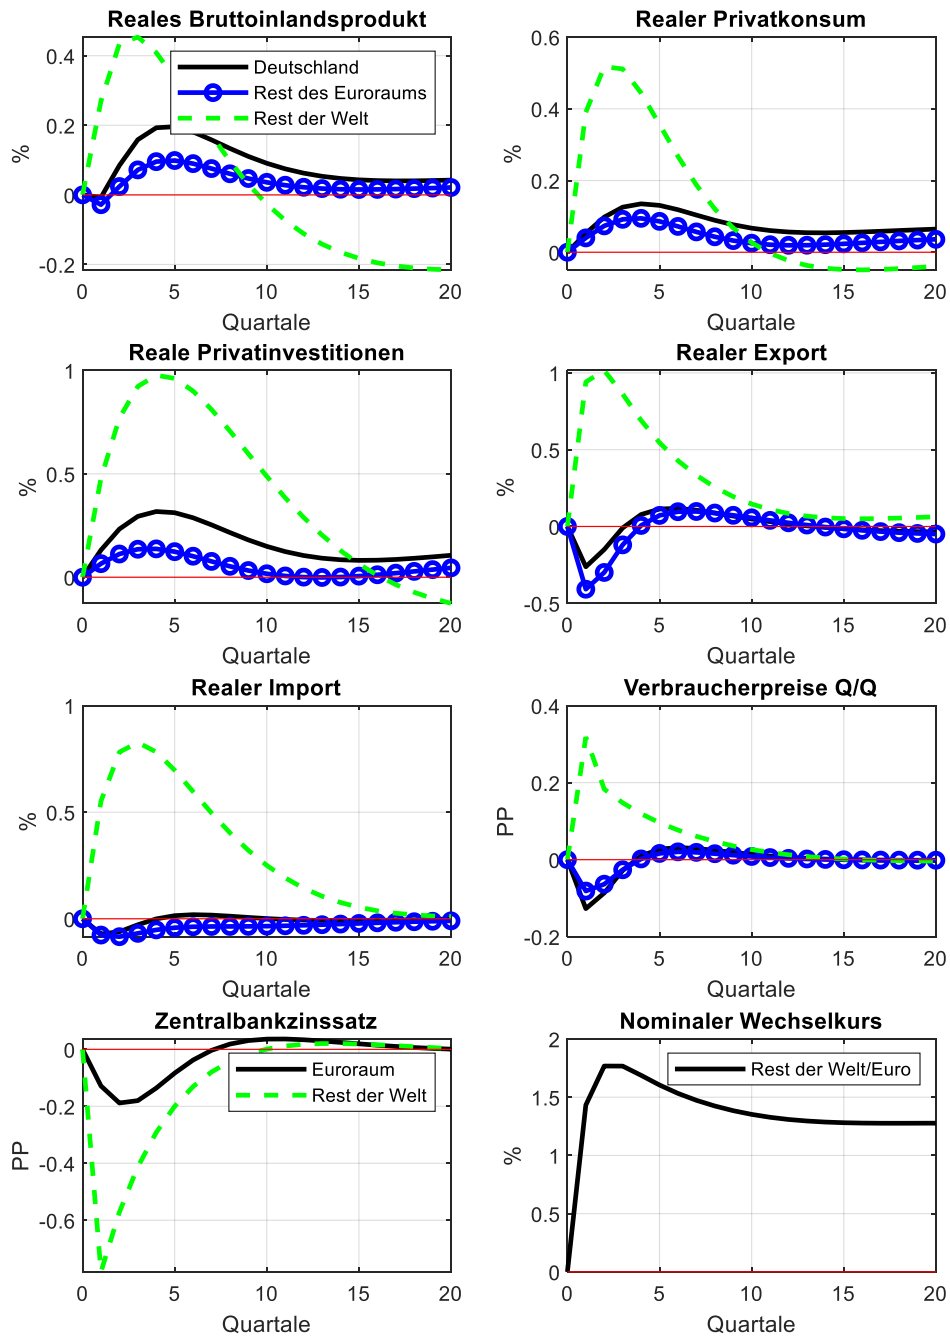 Reales Bruttoinlandsprodukt
%
0.4
0.2
0
-0.2
Deutschland
Rest des Euroraums
Rest der Welt
0 5 10 15 20
Quartale
Realer Privatkonsum
%
0.6
0.4
0.2
0
0 5 10 15 20
Quartale
Reale Privatinvestitionen
%
1
0.5
0
0 5 10 15 20
Quartale
Realer Export
%
1
0.5
0
-0.5
0 5 10 15 20
Quartale
Realer Import
%
1
0.5
0
0 5 10 15 20
Quartale
Verbraucherpreise Q/Q
PP
0.4
0.2
0
-0.2
0 5 10 15 20
Quartale
Zentralbankzinssatz
PP
0
-0.2
-0.4
-0.6
Euroraum
Rest der Welt
0 5 10 15 20
Quartale
Nominaler Wechselkurs
%
2
1.5
1
0.5
0
Rest der Welt/Euro
0 5 10 15 20
Quartale